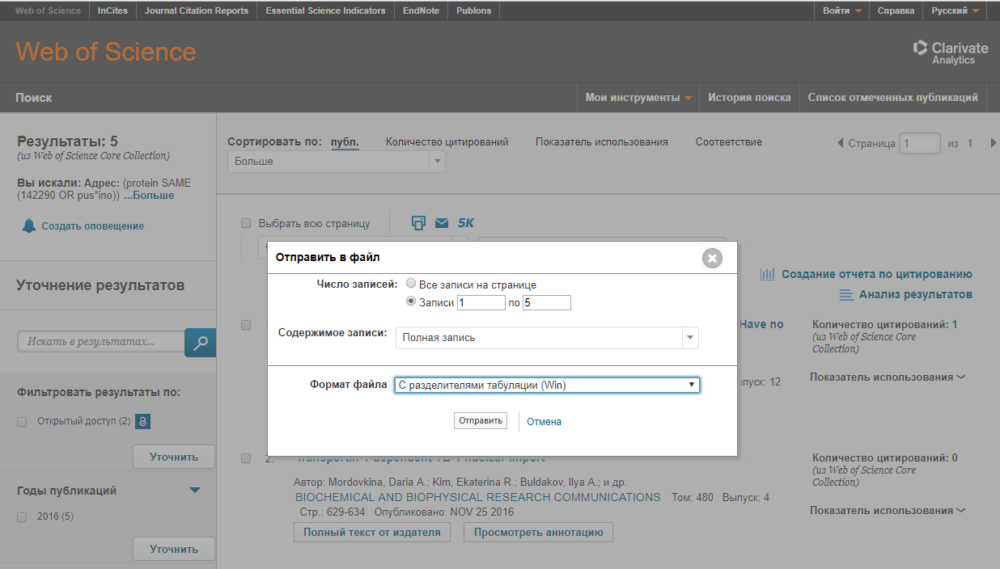 Web of Science InCites Journal Citation Reports Essential Science Indicators EndNote Publons Войти Справка Русский
Web of Science
Clarivate
Analytics
Поиск Мои инструменты История поиска Список отмеченных публикаций
Результаты: 5
(из Web of Science Core Collection)
Вы искали: Адрес: (protein SAME
(142290 OR pus*ino)) ...Больше
Создать оповещение
Сортировать по: публ. Количество цитирований Показатель использования Соответствие
Больше
Страница 1 из 1
Выбрать всю страницу 5K
Отправить в файл
Число записей: Все записи на странице
Записи 1 по 5
Содержимое записи: Полная запись
Формат файла С разделителями табуляции (Win)
Отправить Отмена
Создание отчета по цитированию
Анализ результатов
Уточнение результатов
Искать в результатах...
Фильтровать результаты по:
Открытый доступ (2)
Уточнить
Годы публикаций
2016 (5)
Уточнить
Have no
Количество цитирований: 1
(из Web of Science Core
Collection)
Показатель использования
12
2. Transportin-1-dependent YB-1 nuclear import
Автор: Mordovkina, Daria A.; Kim, Ekaterina R.; Buldakov, Ilya A.; и др.
BIOCHEMICAL AND BIOPHYSICAL RESEARCH COMMUNICATIONS Том: 480 Выпуск: 4
Стр.: 629-634 Опубликовано: NOV 25 2016
Полный текст от издателя Просмотреть аннотацию
Количество цитирований: 0
(из Web of Science Core
Collection)
Показатель использования